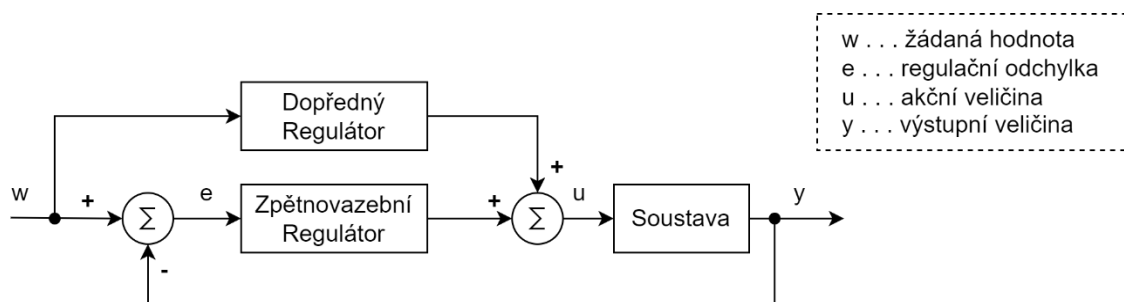 w . . . žádaná hodnota
e . . . regulační odchylka
u . . . akční veličina
y . . . výstupní veličina
Dopředný
Regulátor
+
w
+
Σ
e
Zpětnovazební
Regulátor
+
Σ
u
Soustava
y
-